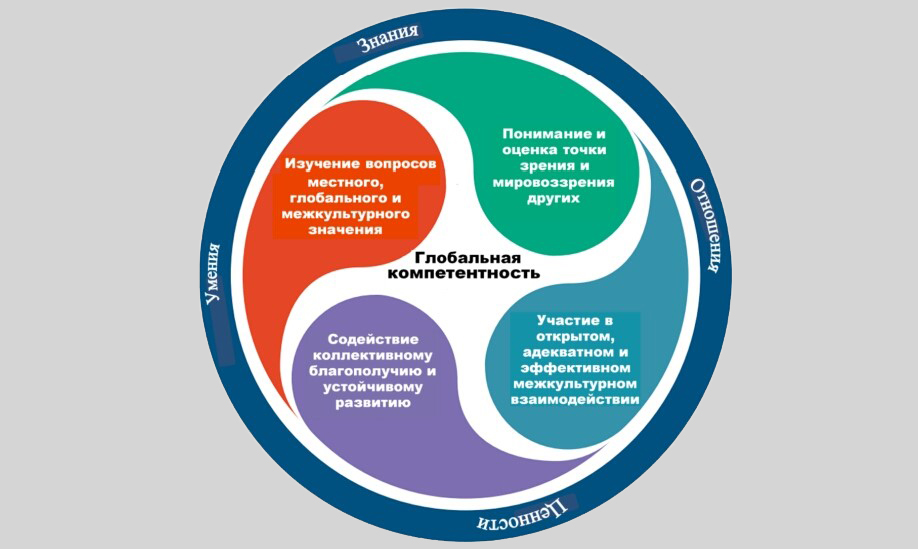 Знания
Изучение вопросов
местного,
глобального и
межкультурного
значения
Понимание и
оценка точки
зрения и
мировоззрения
других
Отношения
Умения
Глобальная
компетентность
Содействие
коллективному
благополучию и
устойчивому
развитию
Участие в
открытом,
адекватном и
эффективном
межкультурном
взаимодействии
Ценности